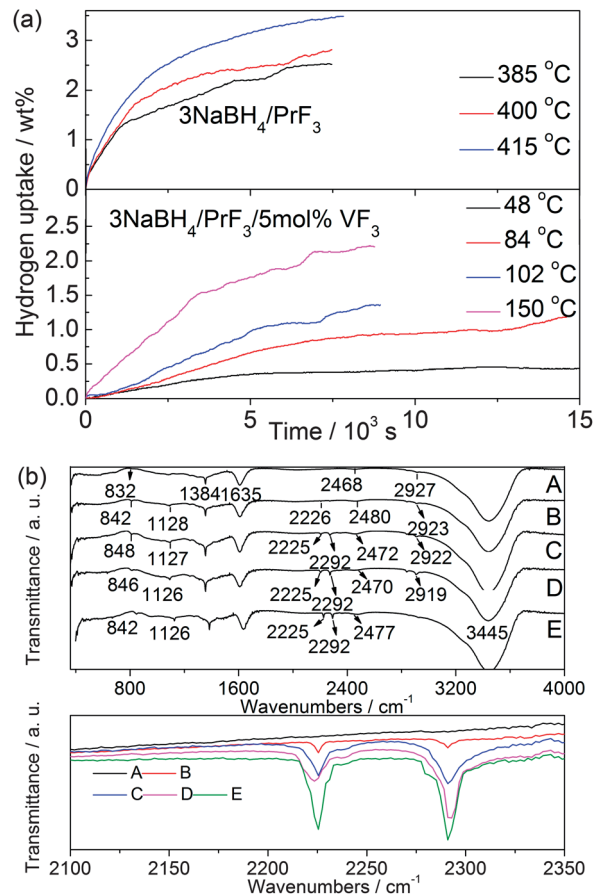 (a)
Hydrogen uptake / wt%
3
2
1
0
3NaBH4/PrF3
385 °C
400 °C
415 °C
2.5
2.0
1.5
1.0
0.5
0.0
3NaBH4/PrF3/5mol% VF3
48 °C
84 °C
102 °C
150 °C
0 5 10 15
Time / 10³ s
(b)
Transmittance / a. u.
832 1384 1635 2468 2927 A
842 1128 2226 2480 2923 B
848 1127 2225 2292 2472 2922 C
846 1126 2225 2292 2470 2919 D
842 1126 2225 2292 2477 3445 E
800 1600 2400 3200 4000
Wavenumbers / cm⁻¹
Transmittance / a. u.
A B
C D E
2100 2150 2200 2250 2300 2350
Wavenumbers / cm⁻¹